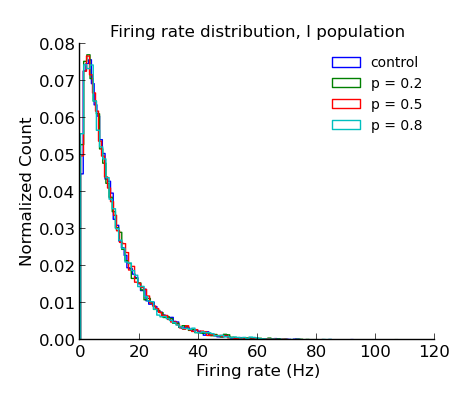 Firing rate distribution, I population
control
p = 0.2
p = 0.5
p = 0.8
Normalized Count
0.08
0.07
0.06
0.05
0.04
0.03
0.02
0.01
0.00
0 20 40 60 80 100 120
Firing rate (Hz)